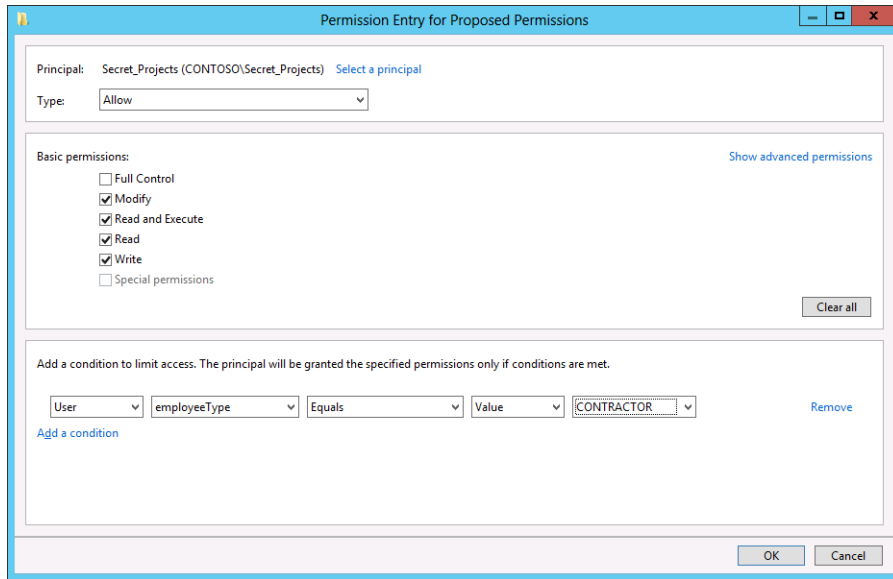 Permission Entry for Proposed Permissions
Principal: Secret_Projects (CONTOSO\Secret_Projects) Select a principal
Type: Allow
Basic permissions: Show advanced permissions
Full Control
Modify
Read and Execute
Read
Write
Special permissions
Clear all
Add a condition to limit access. The principal will be granted the specified permissions only if conditions are met.
User employeeType Equals Value CONTRACTOR Remove
Add a condition
OK Cancel